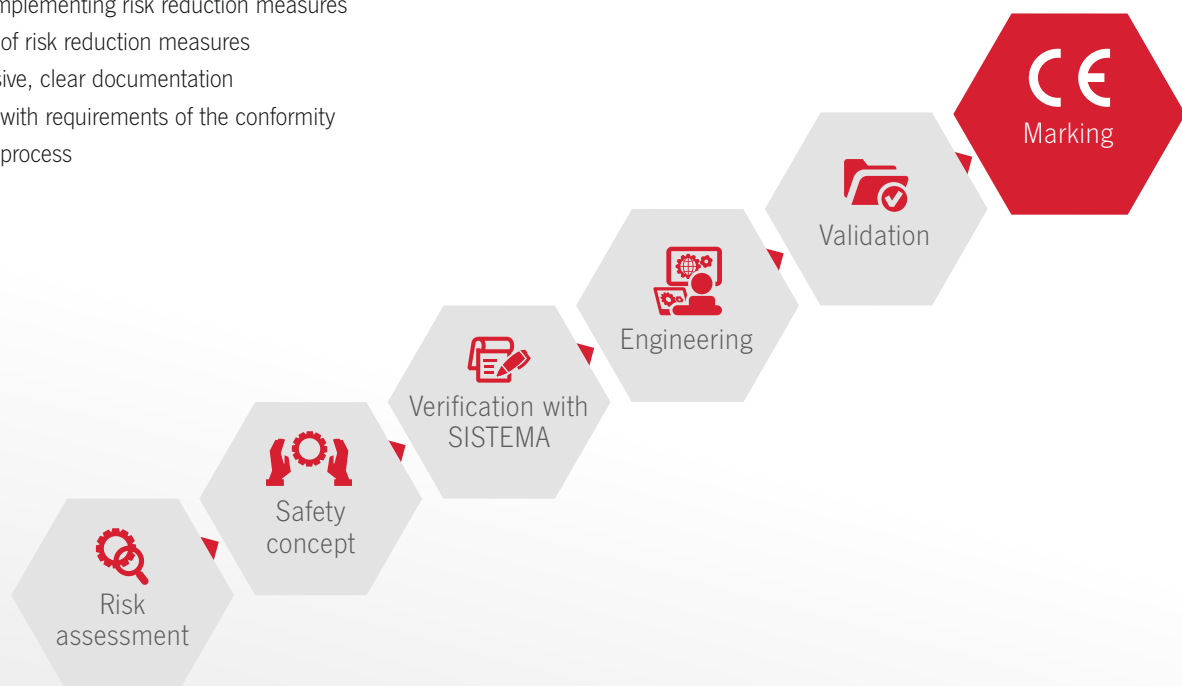 mplementing risk reduction measures
of risk reduction measures
sive, clear documentation
with requirements of the conformity
process
CE
Marking
Validation
Engineering
Verification with
SISTEMA
Safety
concept
Risk
assessment